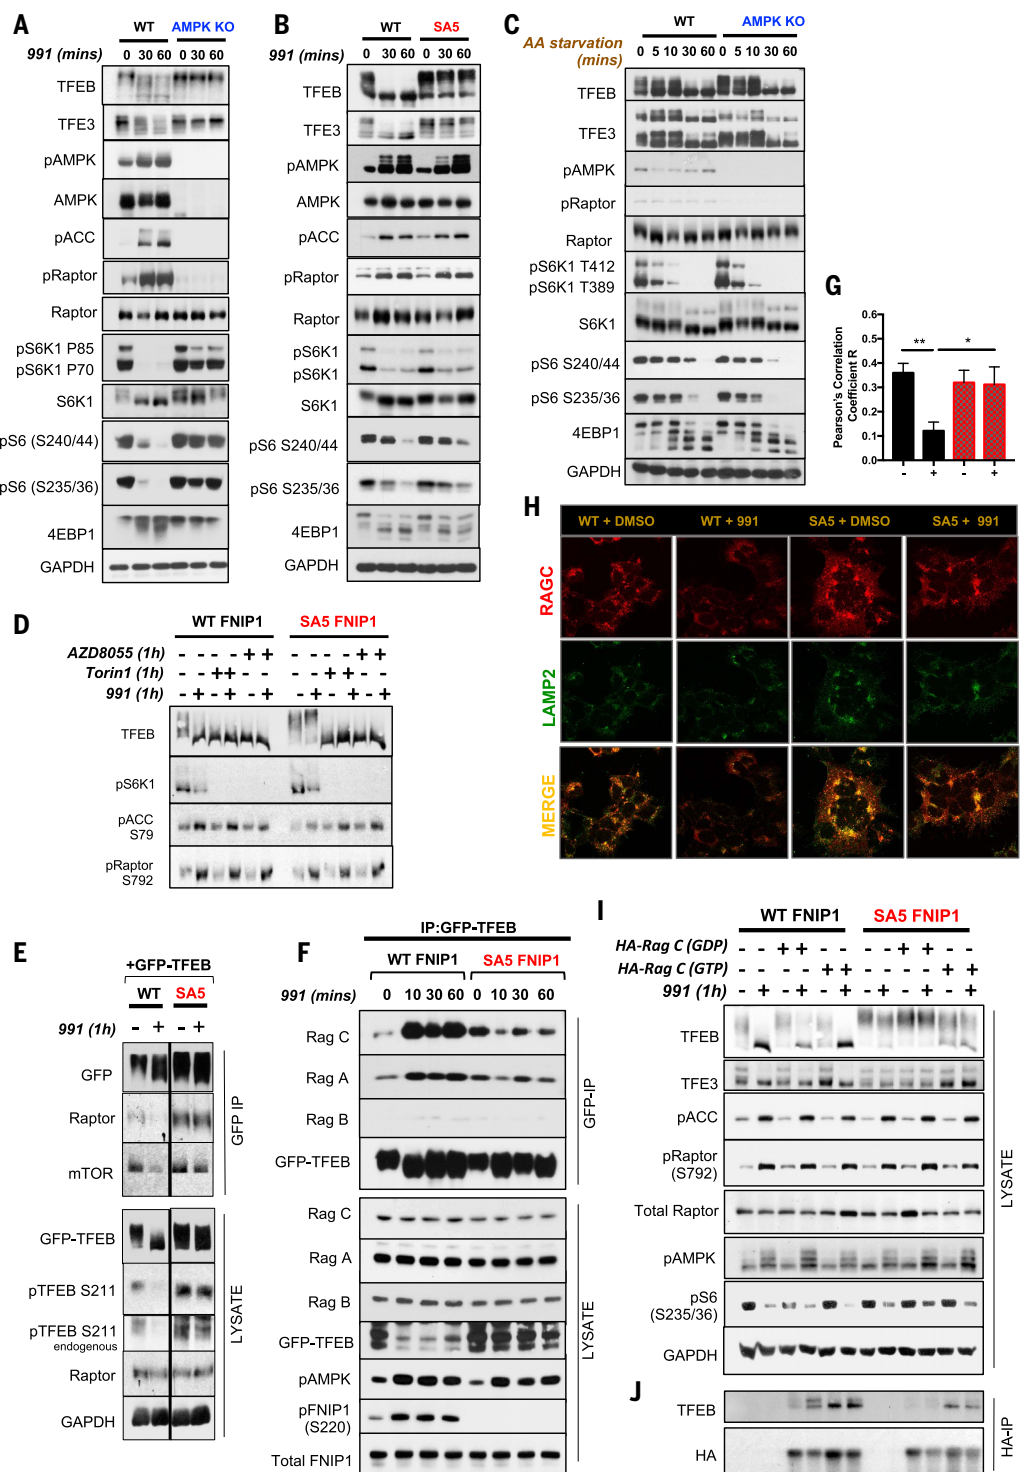 A
WT AMPK KO
991 (mins) 0 30 60 0 30 60
TFEB
TFE3
pAMPK
AMPK
pACC
pRaptor
Raptor
pS6K1 P85
pS6K1 P70
S6K1
pS6 (S240/44)
pS6 (S235/36)
4EBP1
GAPDH
B
WT SA5
991 (mins) 0 30 60 0 30 60
TFEB
TFE3
pAMPK
AMPK
pACC
pRaptor
Raptor
pS6K1
pS6K1
S6K1
pS6 S240/44
pS6 S235/36
4EBP1
GAPDH
C
WT AMPK KO
AA starvation
(mins) 0 5 10 30 60 0 5 10 30 60
TFEB
TFE3
pAMPK
pRaptor
Raptor
pS6K1 T412
pS6K1 T389
S6K1
pS6 S240/44
pS6 S235/36
4EBP1
GAPDH
G
Pearson's Correlation
Coefficient R
0.6
0.5
0.4
0.3
0.2
0.1
0.0
** *
- + - +
D
WT FNIP1 SA5 FNIP1
AZD8055 (1h) - - - - + + - - - - + +
Torin1 (1h) - - + + - - - - + + - -
991 (1h) - + - + - + - + - + - +
TFEB
pS6K1
pACC
S79
pRaptor
S792
H
WT + DMSO WT + 991 SA5 + DMSO SA5 + 991
RAGC
LAMP2
MERGE
E
+GFP-TFEB
WT SA5
991 (1h) - + - +
GFP
Raptor
mTOR
GFP IP
GFP-TFEB
pTFEB S211
pTFEB S211
endogenous
Raptor
GAPDH
LYSATE
F
IP:GFP-TFEB
WT FNIP1 SA5 FNIP1
991 (mins) 0 10 30 60 0 10 30 60
Rag C
Rag A
Rag B
GFP-TFEB
GFP-IP
Rag C
Rag A
Rag B
GFP-TFEB
pAMPK
pFNIP1
(S220)
Total FNIP1
LYSATE
I
WT FNIP1 SA5 FNIP1
HA-Rag C (GDP) - - + + - - - - + + - -
HA-Rag C (GTP) - - - - + + - - - - + +
991 (1h) - + - + - + - + - + - +
TFEB
TFE3
pACC
pRaptor
(S792)
Total Raptor
pAMPK
pS6
(S235/36)
GAPDH
LYSATE
J
TFEB
HA
HA-IP